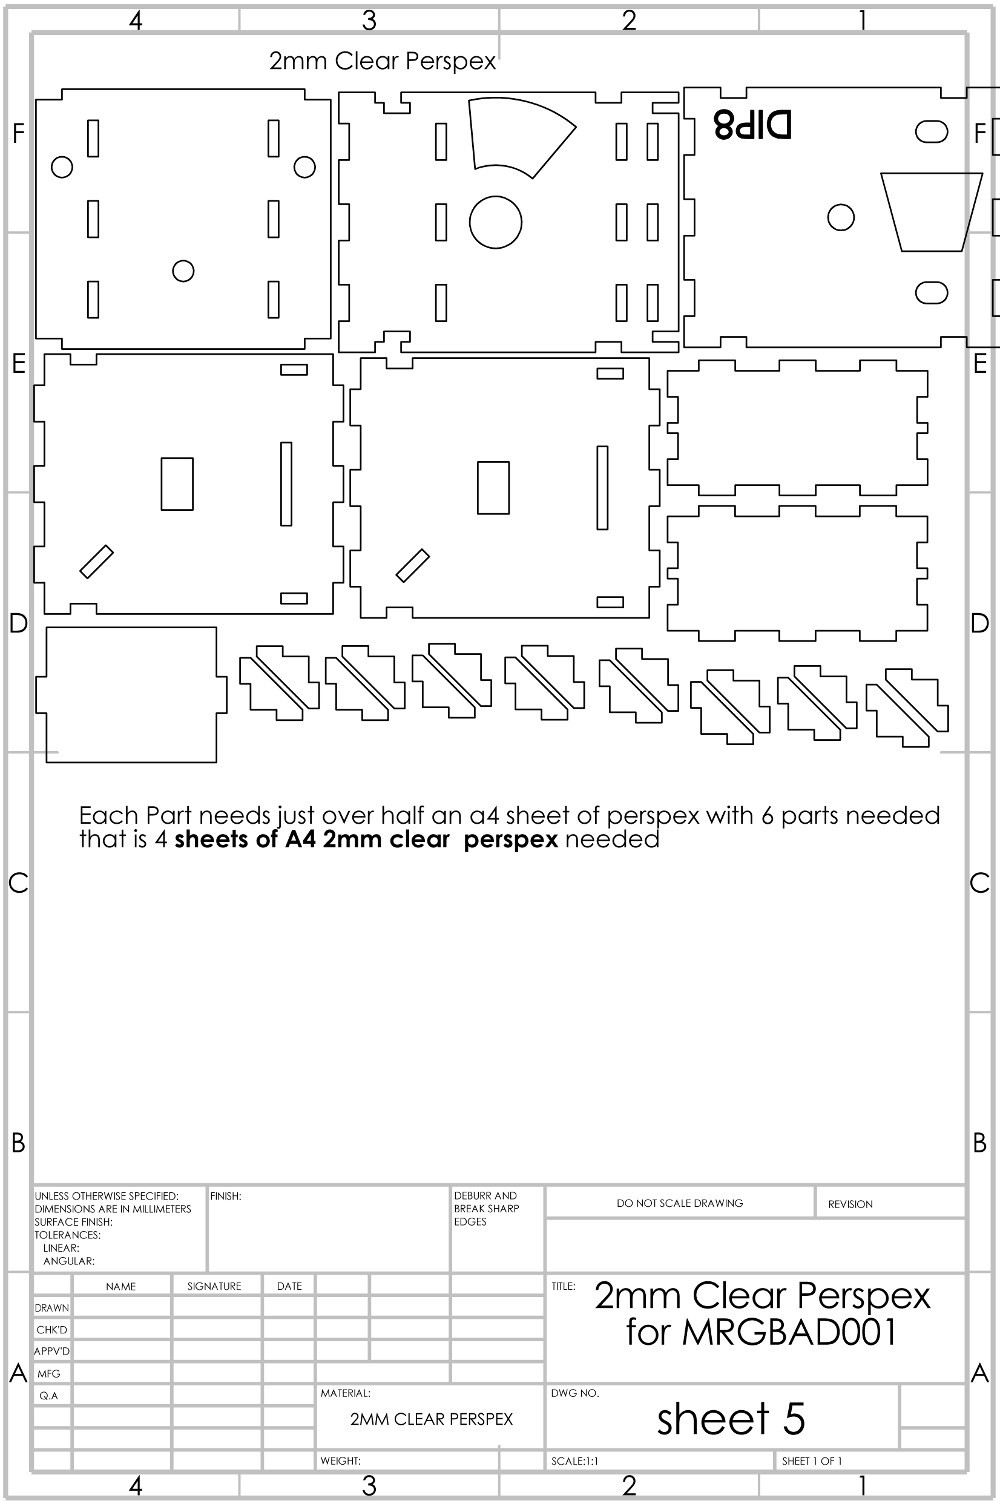 4 3 2 1
2mm Clear Perspex
F DIP8 F
E E
D D
Each Part needs just over half an a4 sheet of perspex with 6 parts needed
that is 4 sheets of A4 2mm clear perspex needed
C C
B B
UNLESS OTHERWISE SPECIFIED:
DIMENSIONS ARE IN MILLIMETERS
SURFACE FINISH:
TOLERANCES:
LINEAR:
ANGULAR:
FINISH:
DEBURR AND
BREAK SHARP
EDGES
DO NOT SCALE DRAWING
REVISION
NAME SIGNATURE DATE
DRAWN
CHK'D
APPV'D
MFG
Q.A
TITLE:
2mm Clear Perspex
for MRGBAD001
A A
MATERIAL:
2MM CLEAR PERSPEX
DWG NO.
sheet 5
WEIGHT:
SCALE:1:1
SHEET 1 OF 1
4 3 2 1